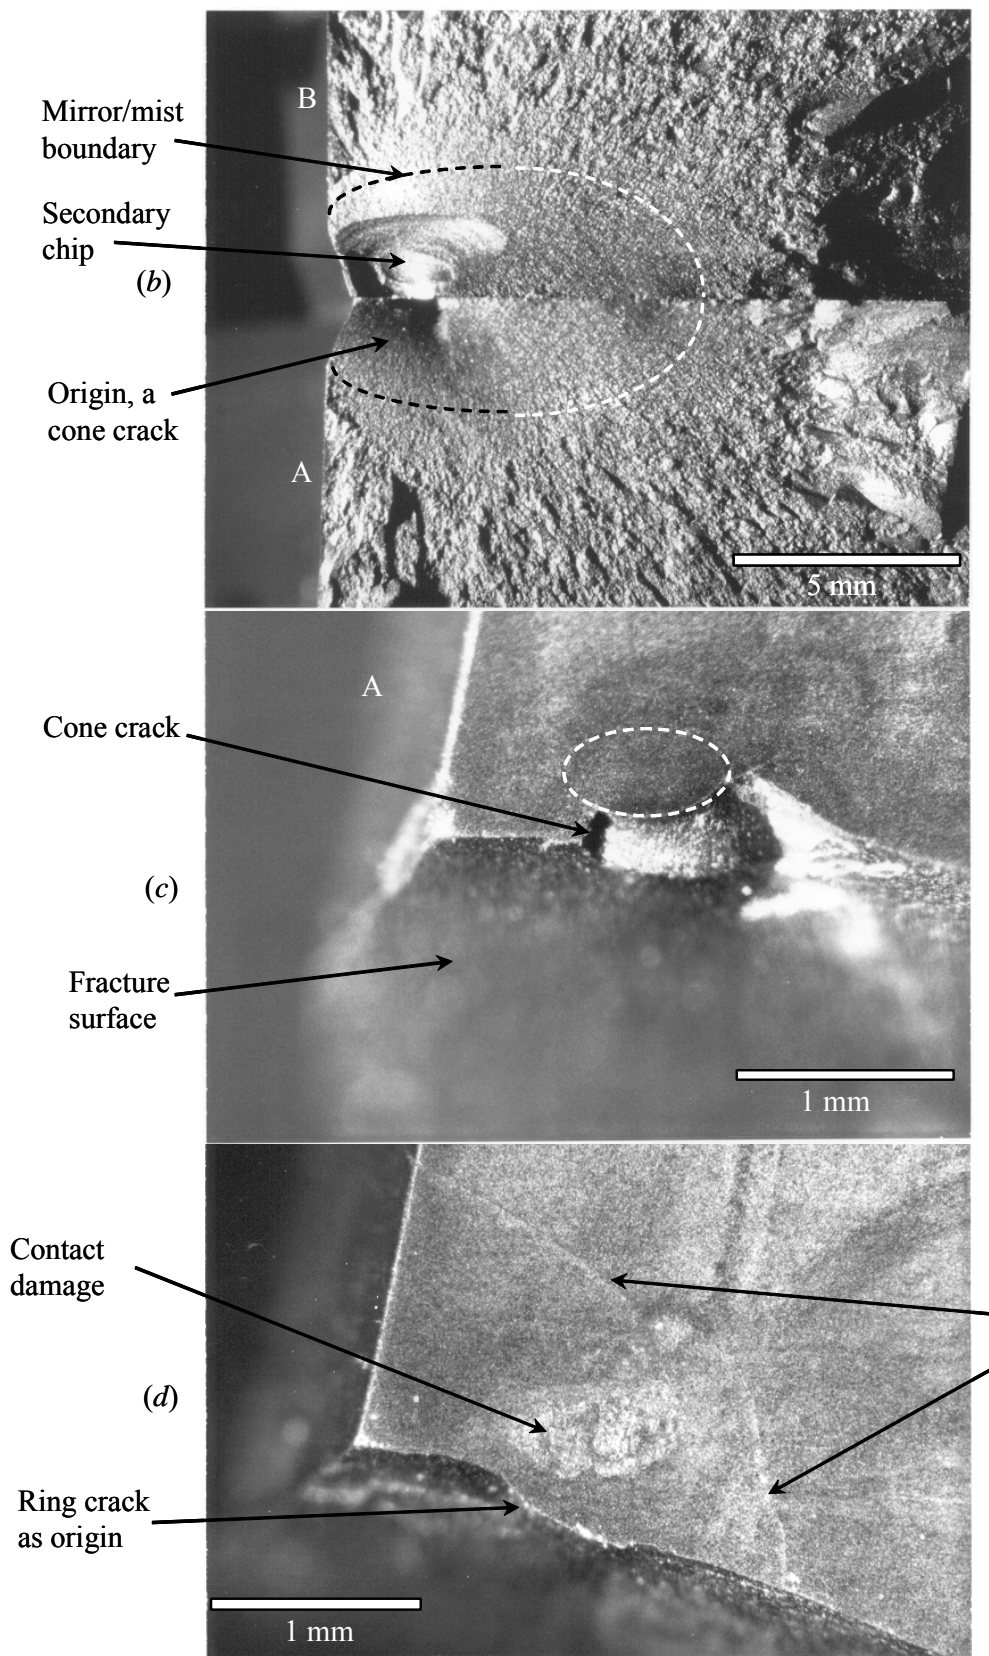 B
Mirror/mist
boundary
Secondary
chip
(b)
Origin, a
cone crack
A
5 mm
A
Cone crack
(c)
Fracture
surface
1 mm
Contact
damage
(d)
Ring crack
as origin
1 mm